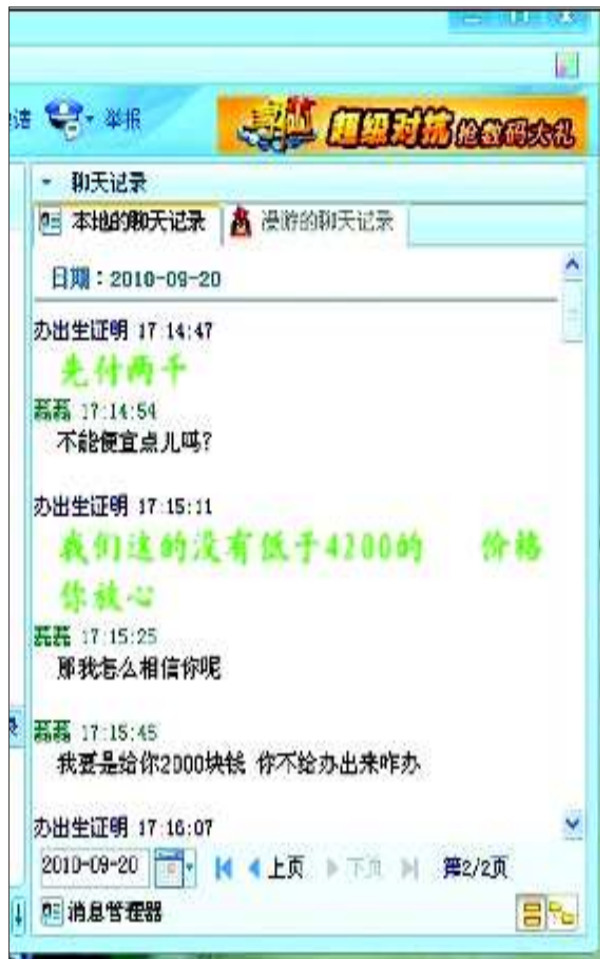 举报
超级对抗 抢数码大礼
聊天记录
本地的聊天记录 漫游的聊天记录
日期：2010-09-20
办出生证明 17:14:47
先付两千
磊磊 17:14:54
不能便宜点儿吗?
办出生证明 17:15:11
我们这的没有低于4200的 价格
你放心
磊磊 17:15:25
那我怎么相信你呢
磊磊 17:15:45
我要是给你2000块钱 你不给办出来咋办
办出生证明 17:16:07
2010-09-20 上页 下页 第2/2页
消息管理器